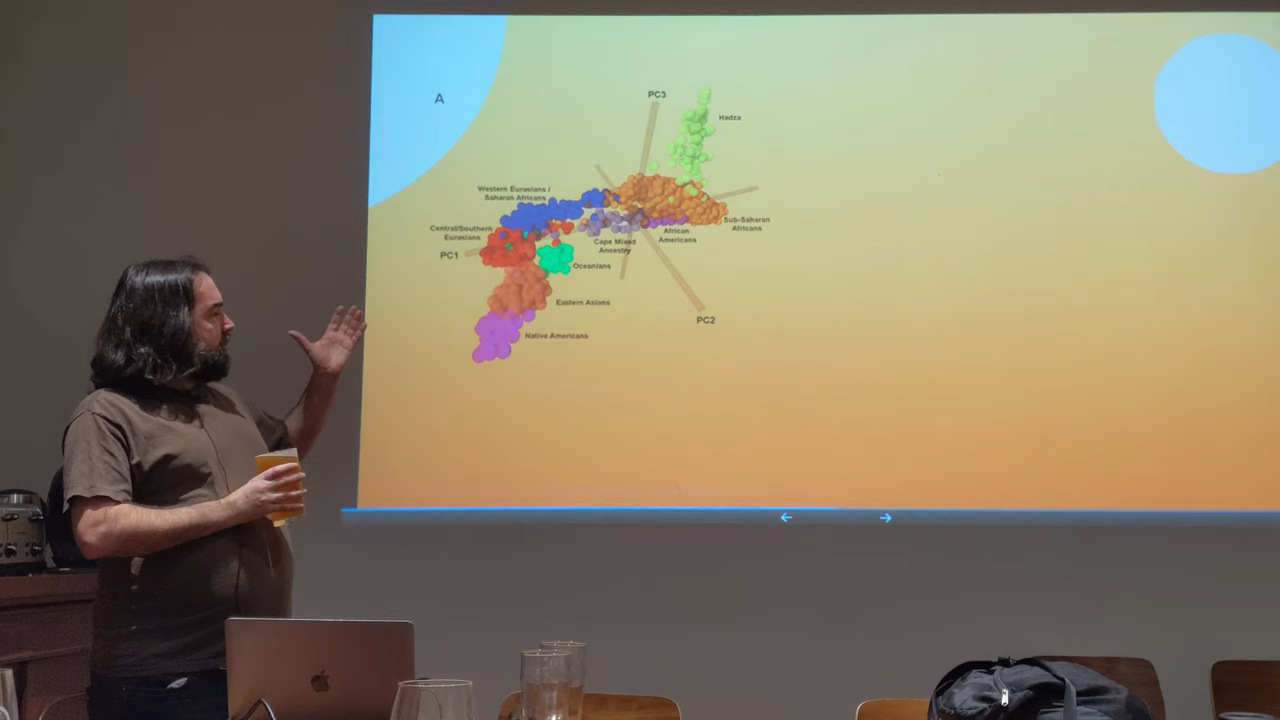 A
PC3
Hadza
Western Eurasians /
Saharan Africans
Sub-Saharan
Africans
Central/Southern
Eurasians
African
Americans
Cape Mixed
Ancestry
PC1
Oceanians
Eastern Asians
PC2
Native Americans